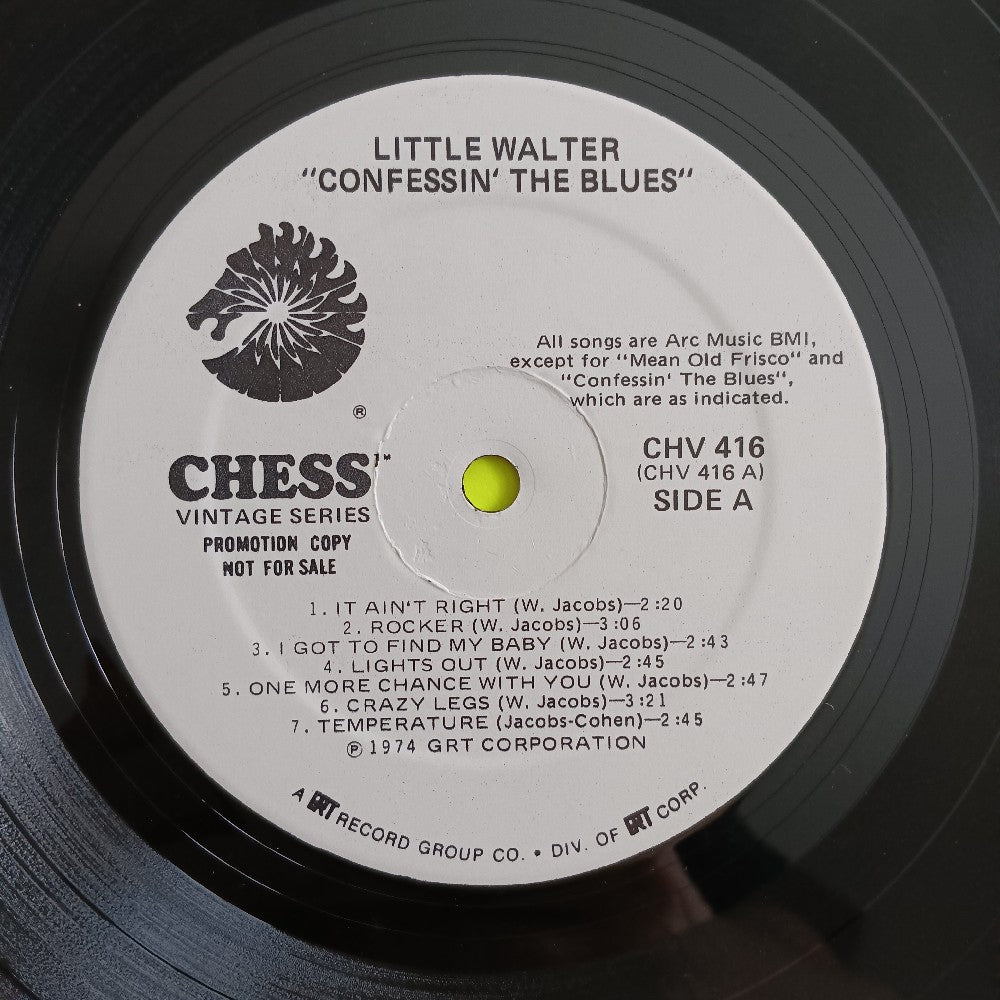 LITTLE WALTER
"CONFESSIN' THE BLUES"
®
All songs are Arc Music BMI,
except for "Mean Old Frisco" and
"Confessin' The Blues",
which are as indicated.
CHESS™
VINTAGE SERIES
PROMOTION COPY
NOT FOR SALE
CHV 416
(CHV 416 A)
SIDE A
1. IT AIN'T RIGHT (W. Jacobs)—2:20
2. ROCKER (W. Jacobs)—3:06
3. I GOT TO FIND MY BABY (W. Jacobs)—2:43
4. LIGHTS OUT (W. Jacobs)—2:45
5. ONE MORE CHANCE WITH YOU (W. Jacobs)—2:47
6. CRAZY LEGS (W. Jacobs)—3:21
7. TEMPERATURE (Jacobs-Cohen)—2:45
℗ 1974 GRT CORPORATION
A GRT RECORD GROUP CO. • DIV. OF GRT CORP.